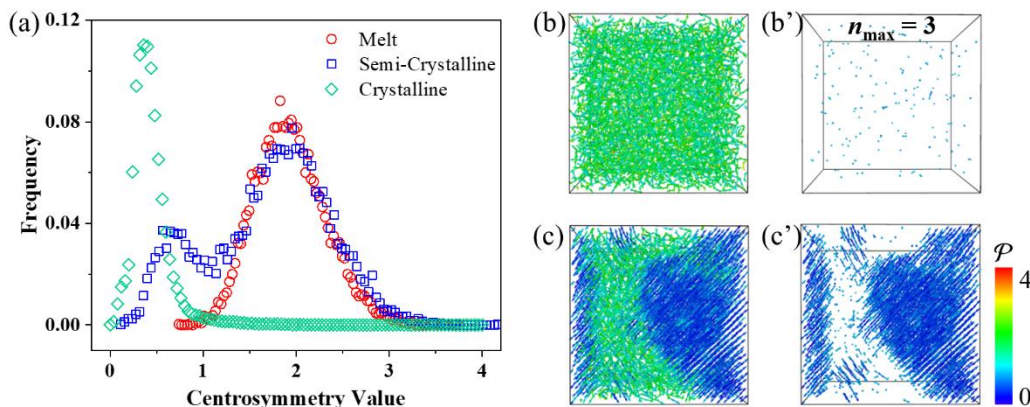 (a)
0.12
0.08
0.04
0.00
Frequency
0
1
2
3
4
Centrosymmetry Value
Melt
Semi-Crystalline
Crystalline
(b)
(b')
n_max = 3
(c)
(c')
𝒫
4
0